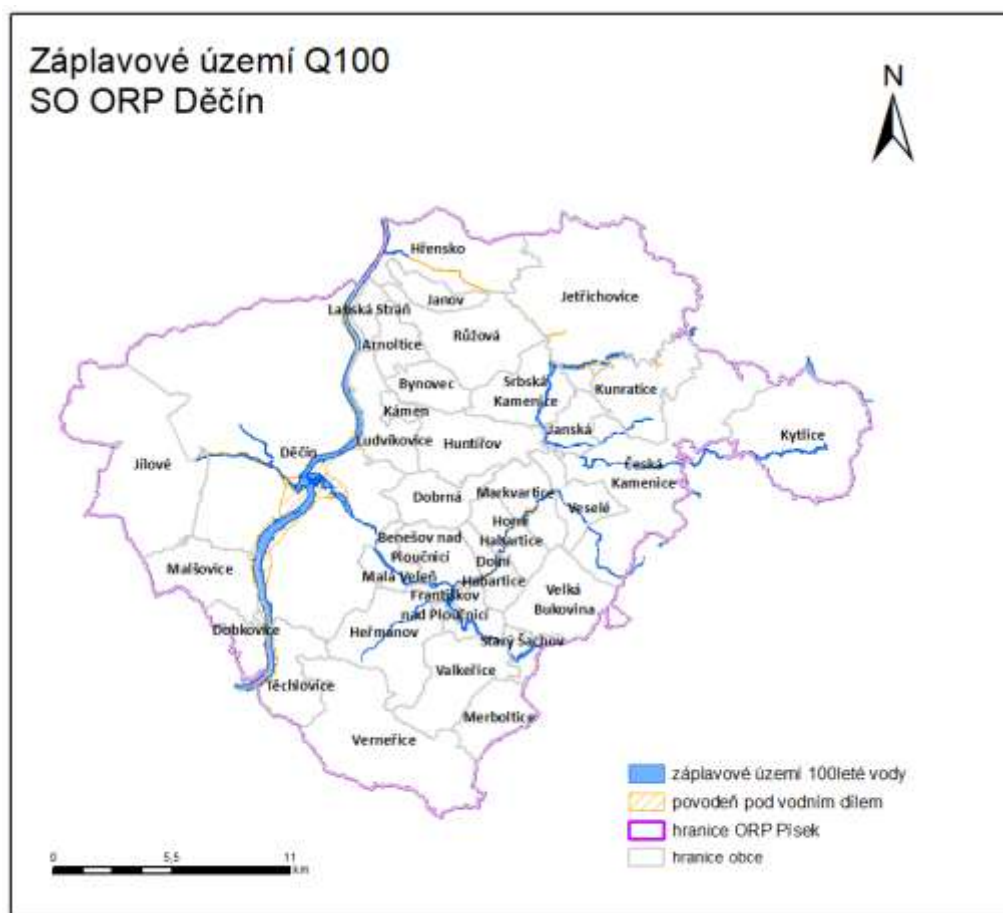 Záplavové území Q100
SO ORP Děčín
N
Hřensko
Jetřichovice
Janov
Labská Stráň
Růžová
Arnoltice
Bynovec
Srbská
Kamenice
Kunratice
Kámen
Janská
Ludvíkovice
Huntířov
Kytlice
Děčín
Jílové
Česká
Kamenice
Dobrná
Markvartice
Veselé
Horní
Habartice
Benešov nad
Ploučnicí
Dolní
Habartice
Malšovice
Malá Veleň
Velká
Bukovina
Františkov
nad Ploučnicí
Dobkovice
Heřmanov
Starý Šachov
Valkeřice
Těchlovice
Merboltice
Verneřice
záplavové území 100leté vody
povodeň pod vodním dílem
hranice ORP Písek
hranice obce
0 5,5 11
km